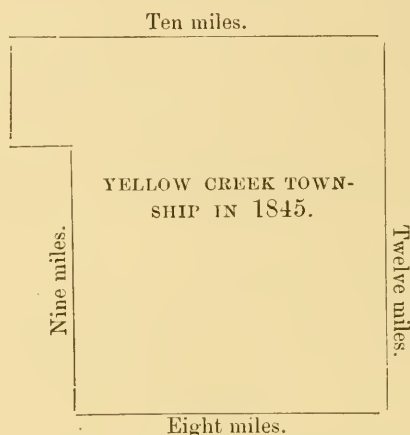 Ten miles.
YELLOW CREEK TOWN-
SHIP IN 1845.
Nine miles.
Twelve miles.
Eight miles.